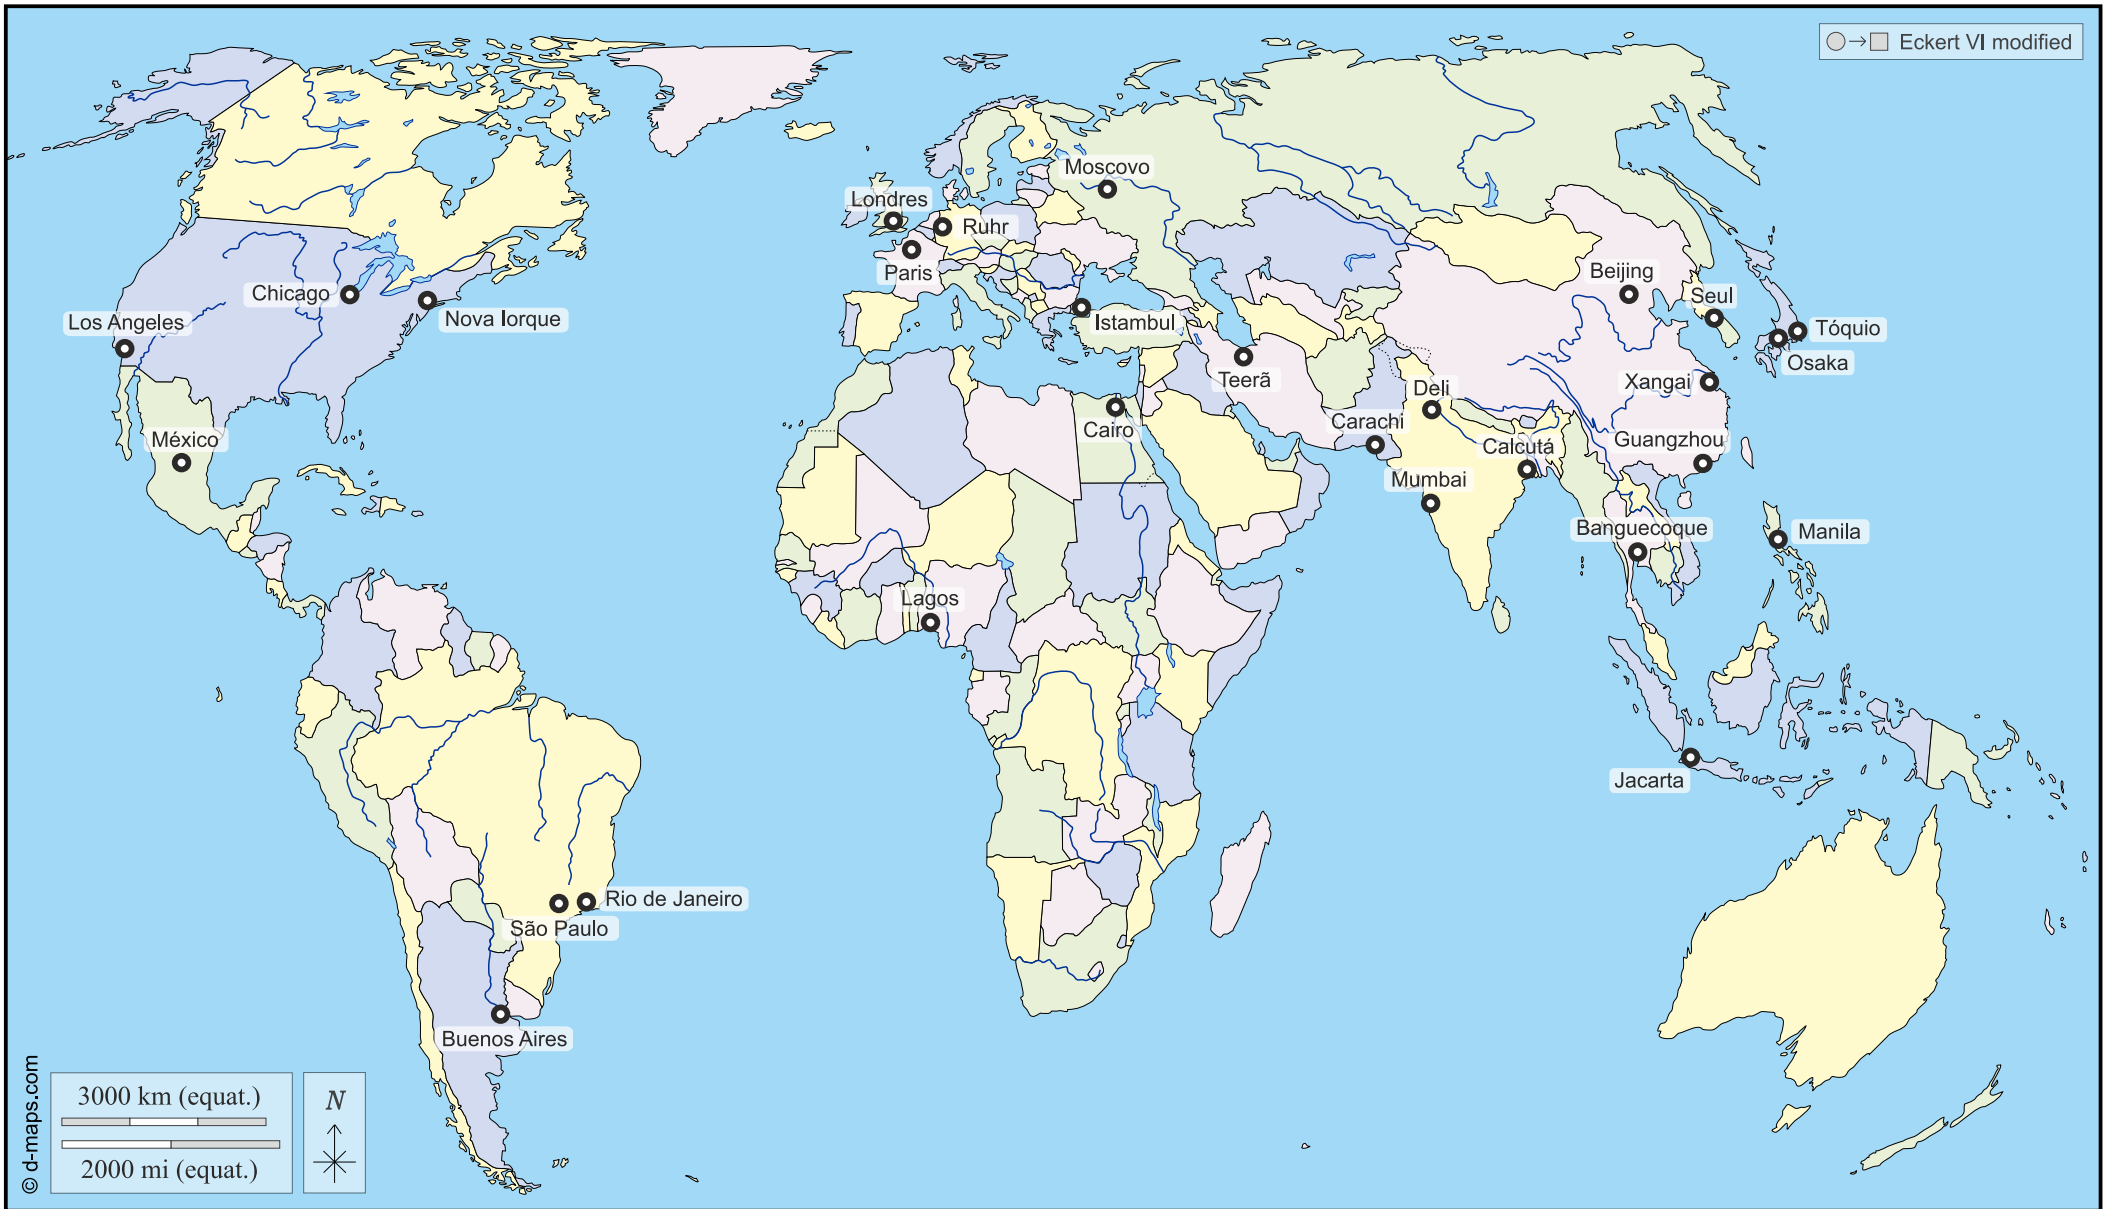 Eckert VI modified
Moscovo
Londres
Ruhr
Paris
Beijing
Seul
Chicago
Nova Iorque
Los Angeles
Istambul
Tóquio
Osaka
Teerã
Xangai
Deli
Cairo
Carachi
México
Calcutá
Guangzhou
Mumbai
Banguecoque
Manila
Lagos
Jacarta
Rio de Janeiro
São Paulo
Buenos Aires
3000 km (equat.)
2000 mi (equat.)
N
© d-maps.com